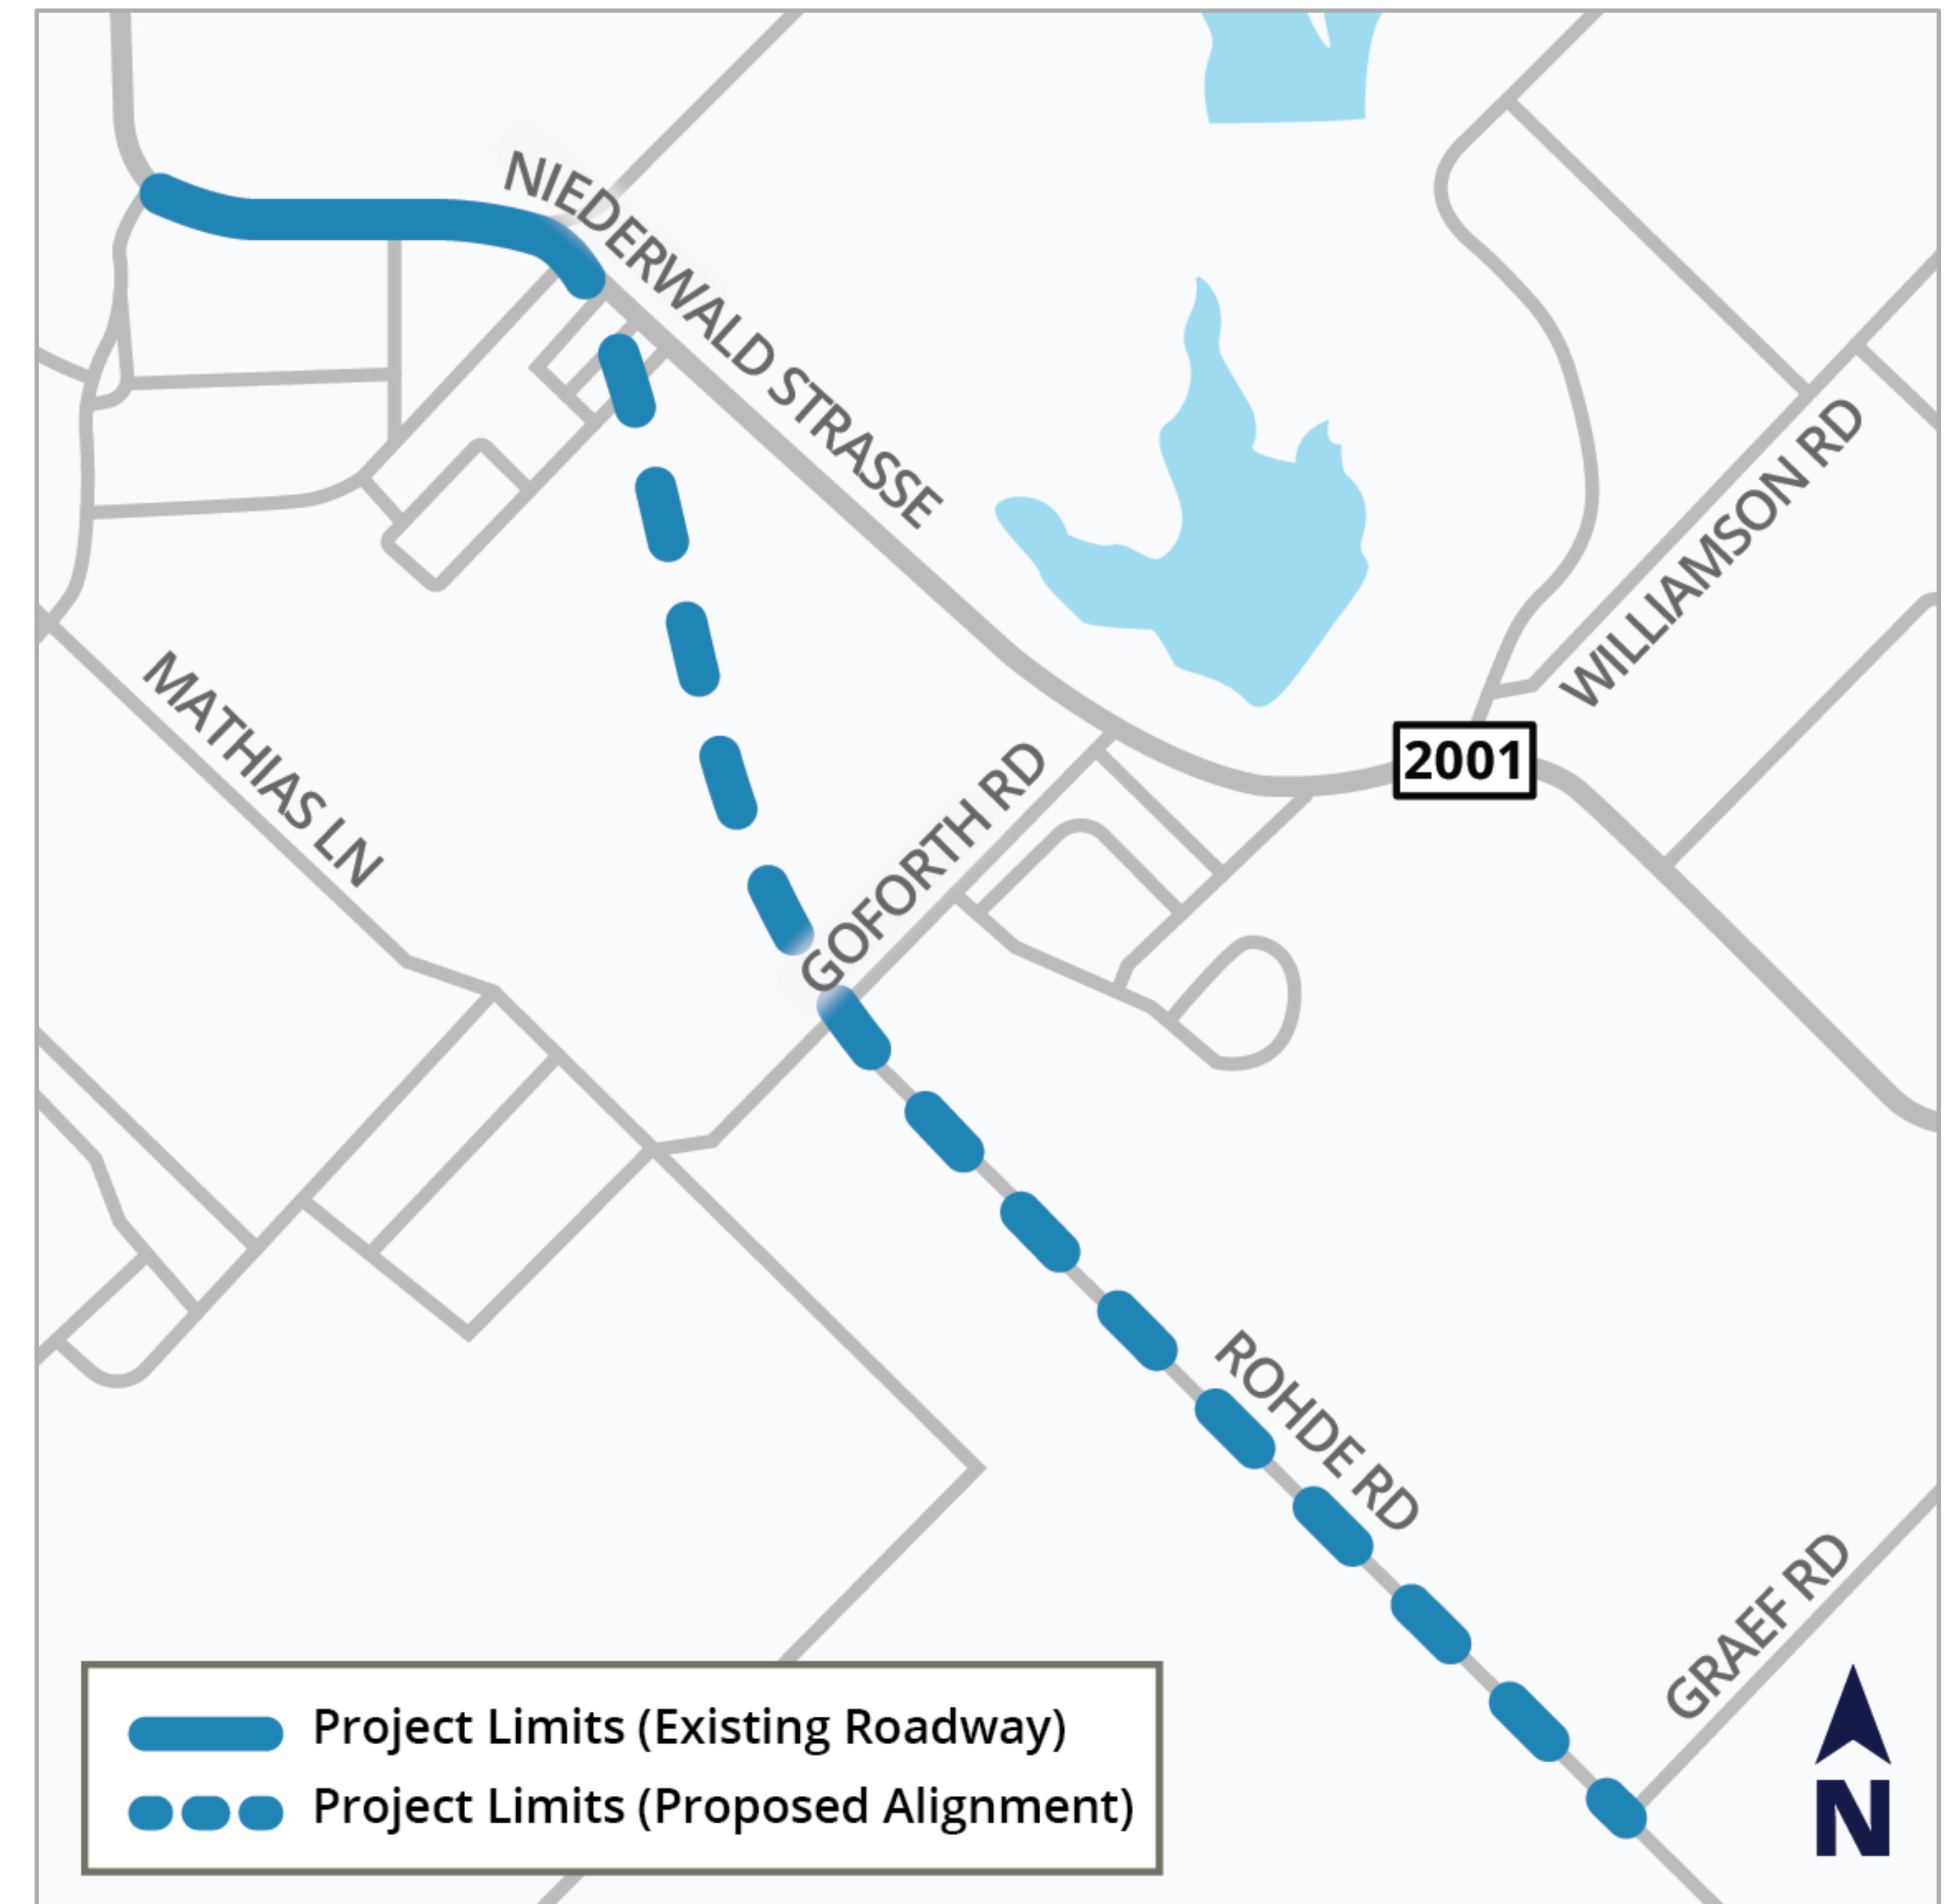 NIEDERWALD STRASSE
WILLIAMSON RD
MATHIAS LN
GOFORTH RD
2001
ROHDE RD
GRAEF RD
Project Limits (Existing Roadway)
Project Limits (Proposed Alignment)
N